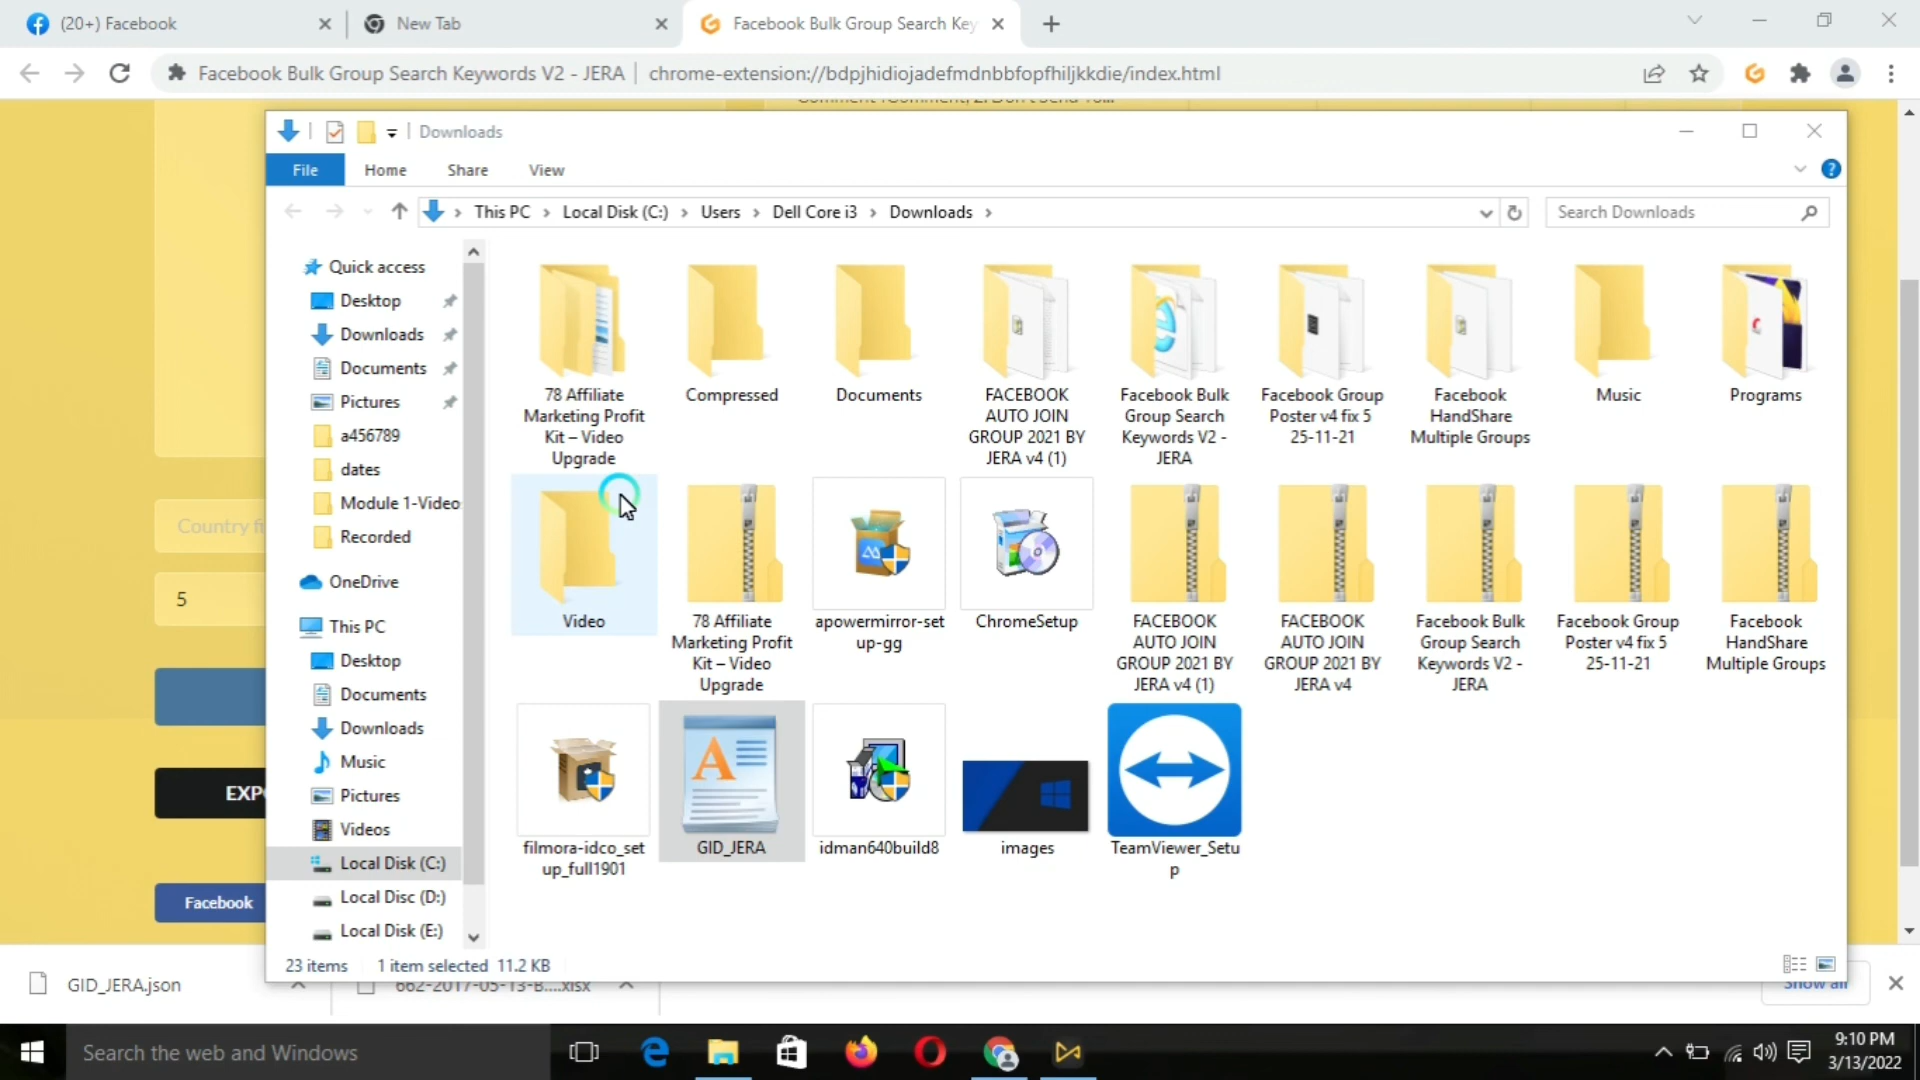 (20+) Facebook
New Tab
Facebook Bulk Group Search Key
Facebook Bulk Group Search Keywords V2 - JERA
chrome-extension://bdpjhidiojadefmdnbbfopfhiljkkdie/index.html
Downloads
File
Home
Share
View
This PC
Local Disk (C:)
Users
Dell Core i3
Downloads
Search Downloads
Quick access
Desktop
Downloads
Documents
Pictures
a456789
dates
Module 1-Video
Recorded
OneDrive
This PC
Desktop
Documents
Downloads
Music
Pictures
Videos
Local Disk (C:)
Local Disc (D:)
Local Disk (E:)
78 Affiliate
Marketing Profit
Kit – Video
Upgrade
Compressed
Documents
FACEBOOK
AUTO JOIN
GROUP 2021 BY
JERA v4 (1)
Facebook Bulk
Group Search
Keywords V2 -
JERA
Facebook Group
Poster v4 fix 5
25-11-21
Facebook
HandShare
Multiple Groups
Music
Programs
Video
78 Affiliate
Marketing Profit
Kit – Video
Upgrade
apowermirror-set
up-gg
ChromeSetup
FACEBOOK
AUTO JOIN
GROUP 2021 BY
JERA v4 (1)
FACEBOOK
AUTO JOIN
GROUP 2021 BY
JERA v4
Facebook Bulk
Group Search
Keywords V2 -
JERA
Facebook Group
Poster v4 fix 5
25-11-21
Facebook
HandShare
Multiple Groups
filmora-idco_set
up_full1901
GID_JERA
idman640build8
images
TeamViewer_Setu
p
23 items
1 item selected 11.2 KB
Country fi
5
EXPO
Facebook
GID_JERA.json
662-2017-05-13-B....xlsx
Show all
Search the web and Windows
9:10 PM
3/13/2022